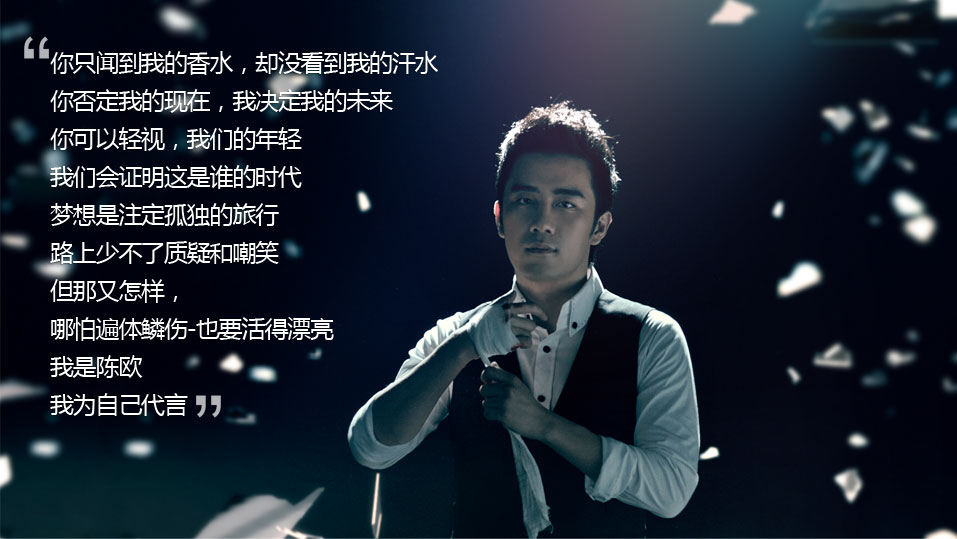 “你只闻到我的香水，却没看到我的汗水
你否定我的现在，我决定我的未来
你可以轻视，我们的年轻
我们会证明这是谁的时代
梦想是注定孤独的旅行
路上少不了质疑和嘲笑
但那又怎样，
哪怕遍体鳞伤-也要活得漂亮
我是陈欧
我为自己代言”